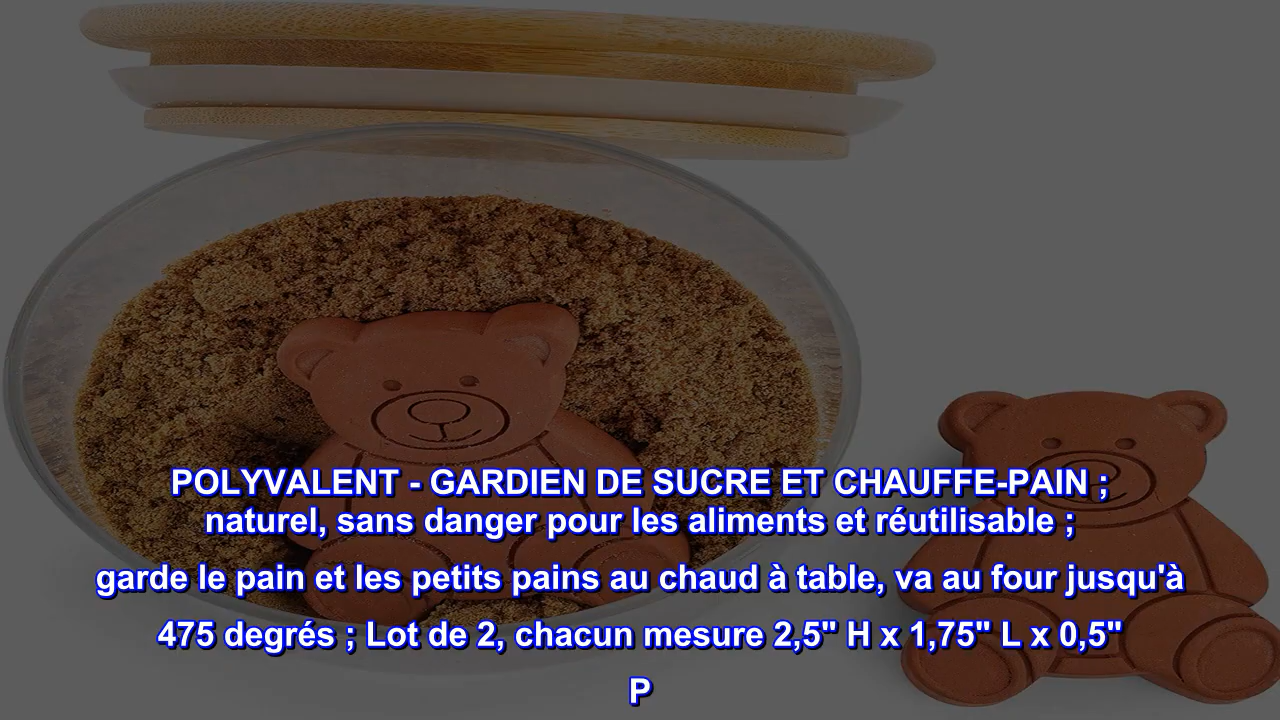 POLYVALENT - GARDIEN DE SUCRE ET CHAUFFE-PAIN ;
naturel, sans danger pour les aliments et réutilisable ;
garde le pain et les petits pains au chaud à table, va au four jusqu'à
475 degrés ; Lot de 2, chacun mesure 2,5" H x 1,75" L x 0,5"
P